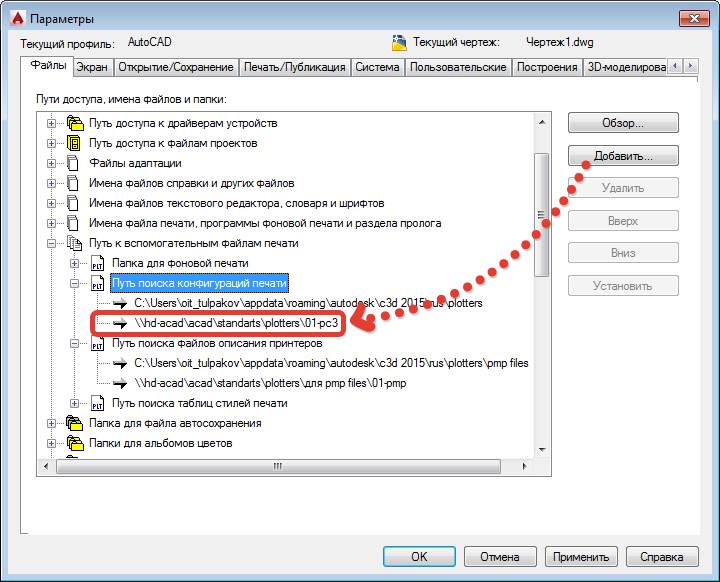 Параметры
Текущий профиль: AutoCAD Текущий чертеж: Чертеж1.dwg
Файлы Экран Открытие/Сохранение Печать/Публикация Система Пользовательские Построения 3D-моделирова
Пути доступа, имена файлов и папки:
Путь доступа к драйверам устройств
Путь доступа к файлам проектов
Файлы адаптации
Имена файлов справки и других файлов
Имена файлов текстового редактора, словаря и шрифтов
Имена файла печати, программы фоновой печати и раздела пролога
Путь к вспомогательным файлам печати
PLT Папка для фоновой печати
PLT Путь поиска конфигураций печати
C:\Users\oit_tulpakov\appdata\roaming\autodesk\c3d 2015\rus\plotters
\\hd-acad\acad\standarts\plotters\01-pc3
PLT Путь поиска файлов описания принтеров
C:\Users\oit_tulpakov\appdata\roaming\autodesk\c3d 2015\rus\plotters\pmp files
\\hd-acad\acad\standarts\plotters\для pmp files\01-pmp
PLT Путь поиска таблиц стилей печати
Папка для файла автосохранения
Папки для альбомов цветов
Обзор...
Добавить...
Удалить
Вверх
Вниз
Установить
OK Отмена Применить Справка